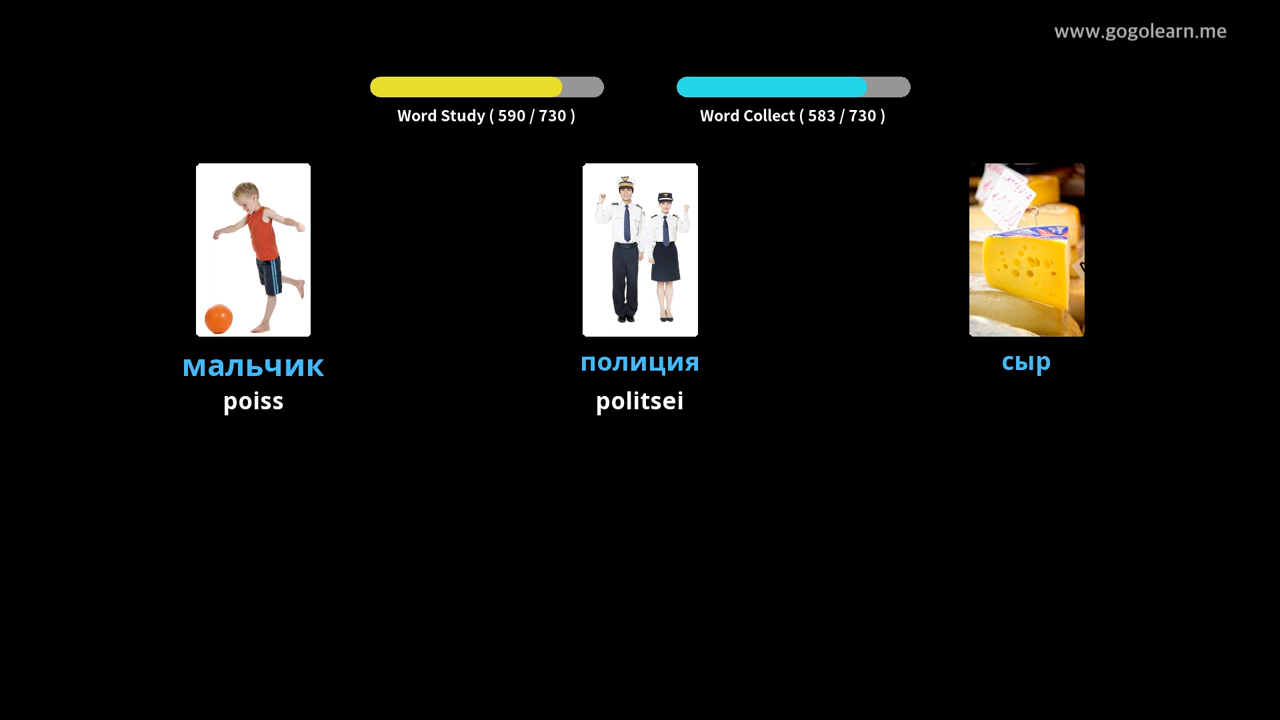 www.gogolearn.me
Word Study ( 590 / 730 )
Word Collect ( 583 / 730 )
мальчик
poiss
полиция
politsei
сыр